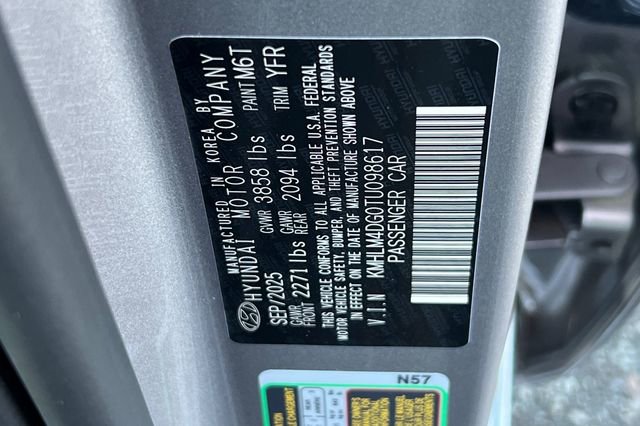 MANUFACTURED IN KOREA BY
HYUNDAI MOTOR COMPANY
SEP/2025 GVWR 3858 lbs PAINT M6T
GAWR FRONT 2271 lbs GAWR REAR 2094 lbs TRIM YFR
THIS VEHICLE CONFORMS TO ALL APPLICABLE U.S.A. FEDERAL
MOTOR VEHICLE SAFETY, BUMPER, AND THEFT PREVENTION STANDARDS
IN EFFECT ON THE DATE OF MANUFACTURE SHOWN ABOVE
V.I.N KMHLM4DG0TU098617
PASSENGER CAR
N57